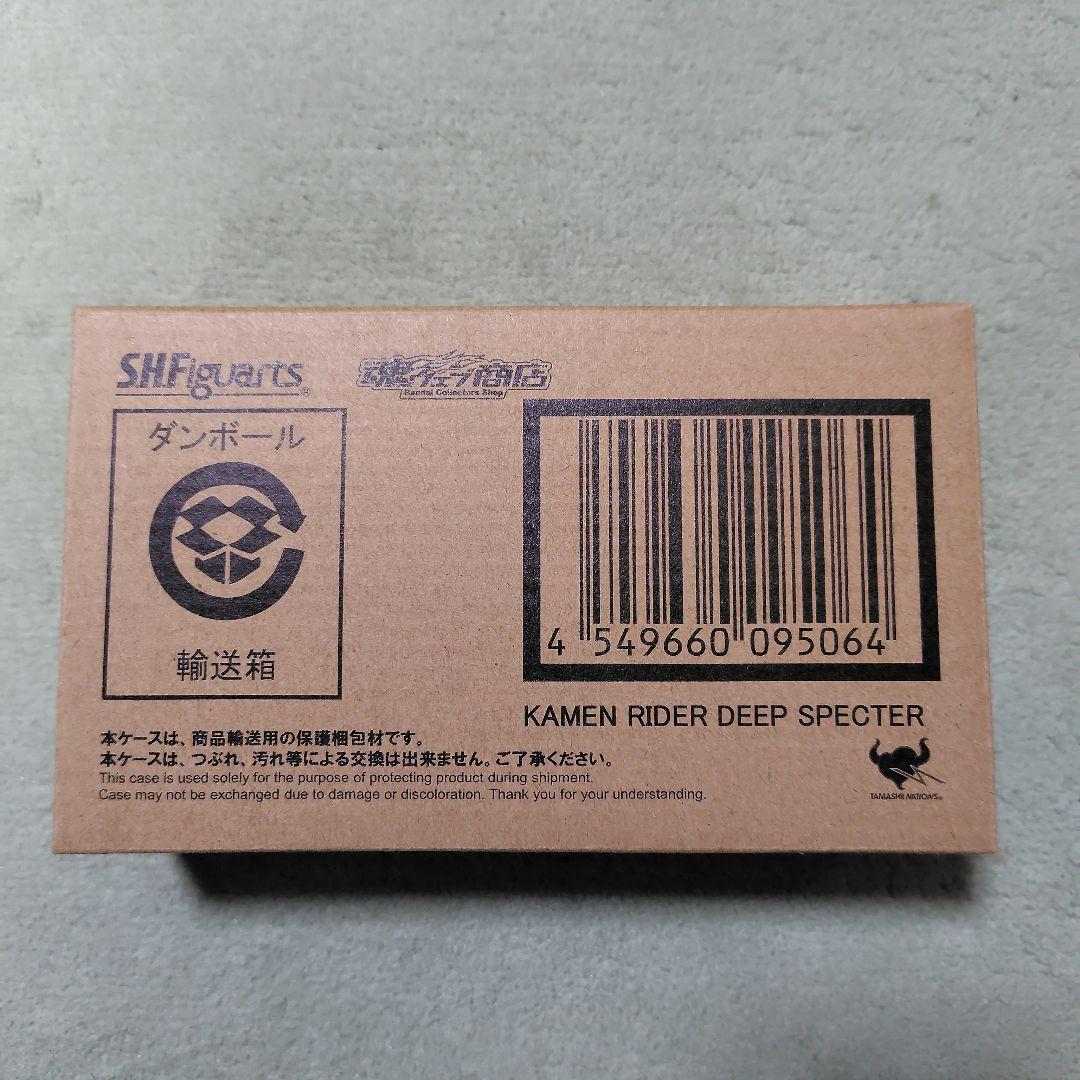 S.H.Figuarts®
魂ウェブ商店
Bandai Collectors Shop
ダンボール
輸送箱
4 549660 095064
KAMEN RIDER DEEP SPECTER
本ケースは、商品輸送用の保護梱包材です。
本ケースは、つぶれ、汚れ等による交換は出来ません。ご了承ください。
This case is used solely for the purpose of protecting product during shipment.
Case may not be exchanged due to damage or discoloration. Thank you for your understanding.
TAMASHII NATIONS®